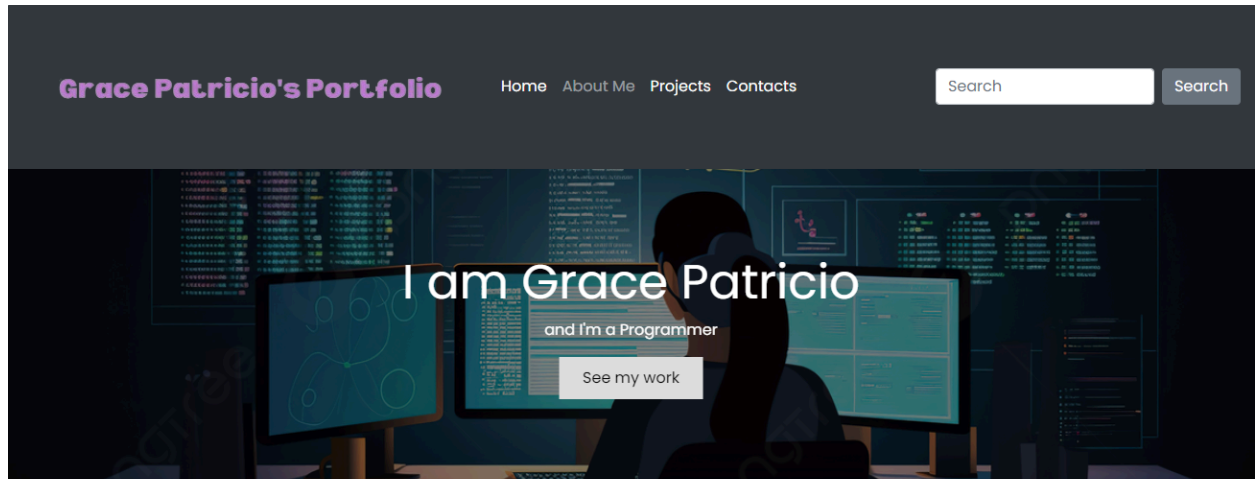 Grace Patricio's Portfolio
Home About Me Projects Contacts
Search Search
I am Grace Patricio
and I'm a Programmer
See my work